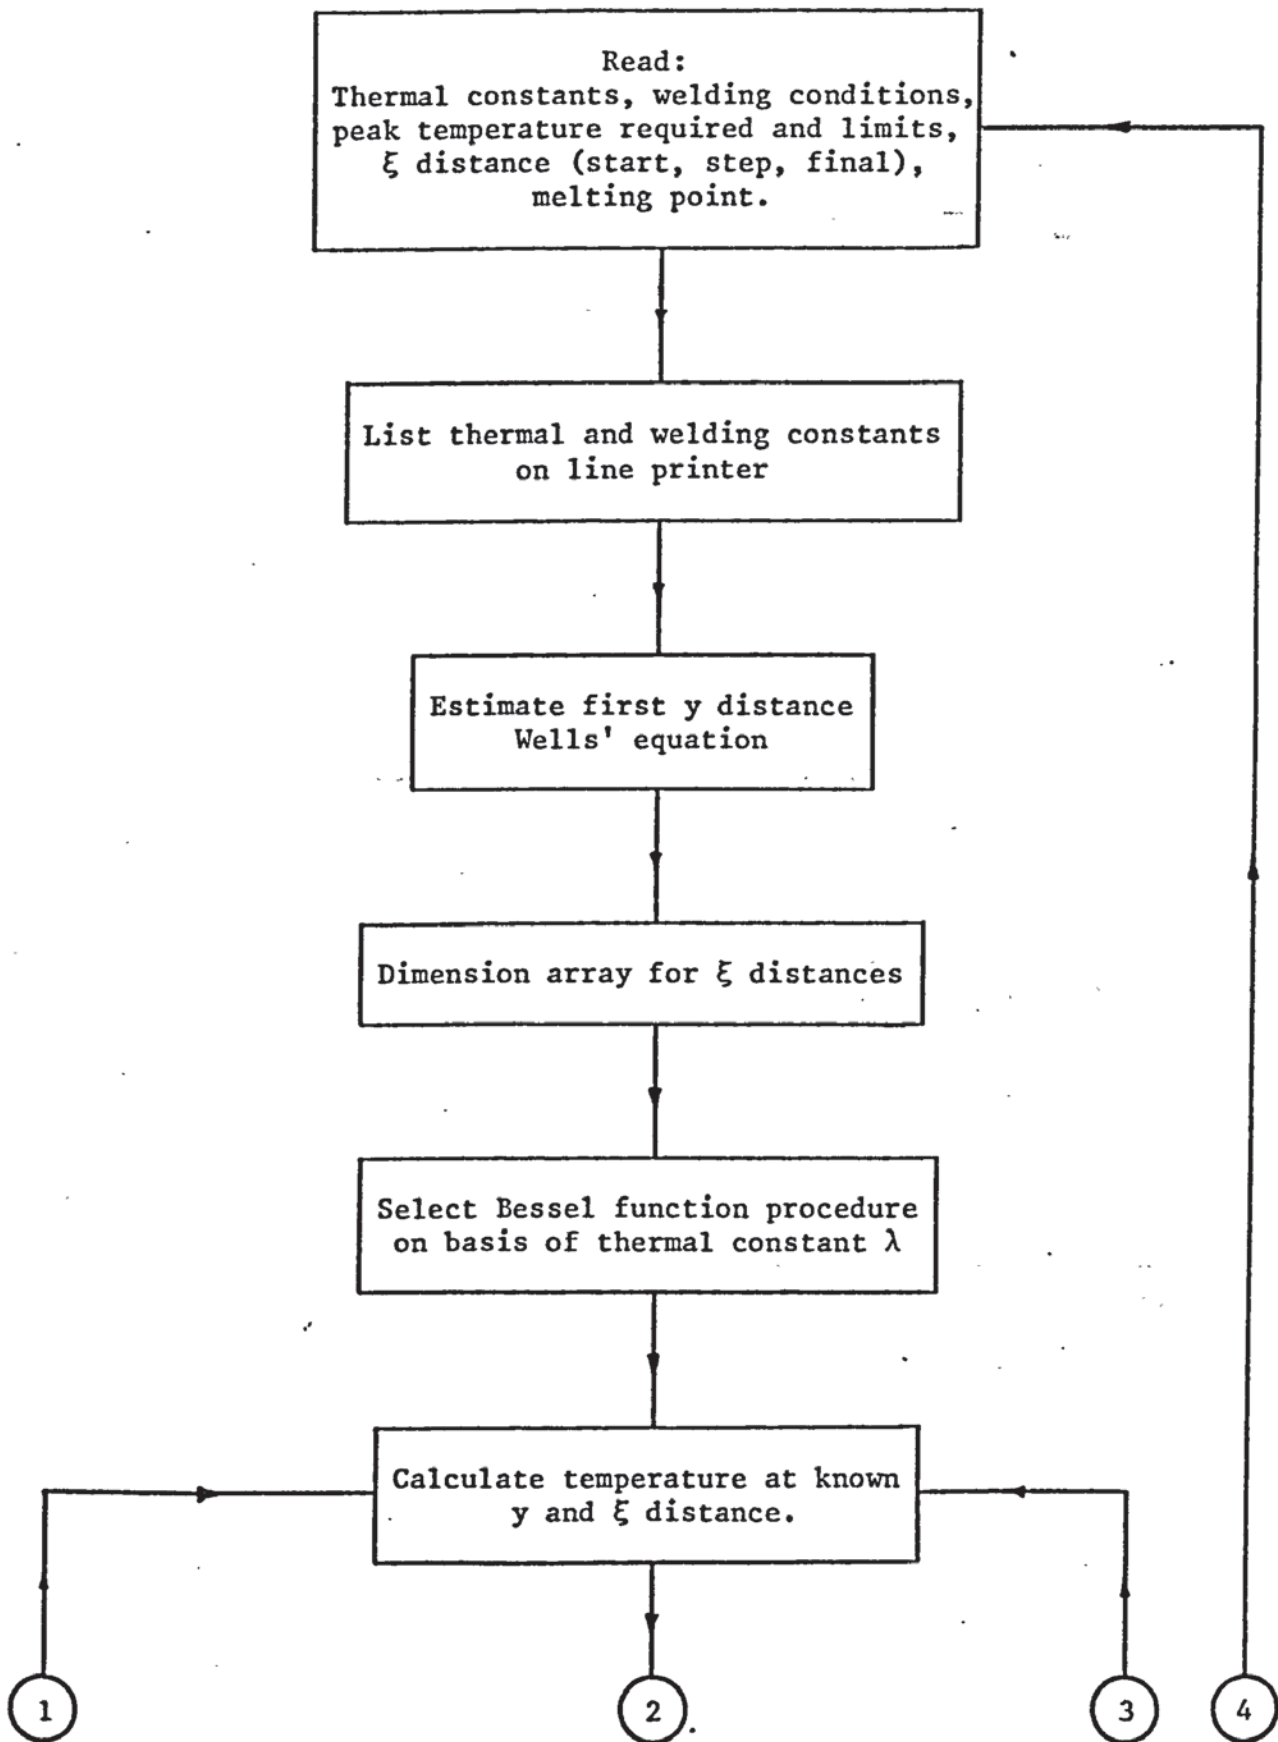 Read:
Thermal constants, welding conditions,
peak temperature required and limits,
ξ distance (start, step, final),
melting point.
List thermal and welding constants
on line printer
Estimate first y distance
Wells' equation
Dimension array for ξ distances
Select Bessel function procedure
on basis of thermal constant λ
Calculate temperature at known
y and ξ distance.
1
2
3
4